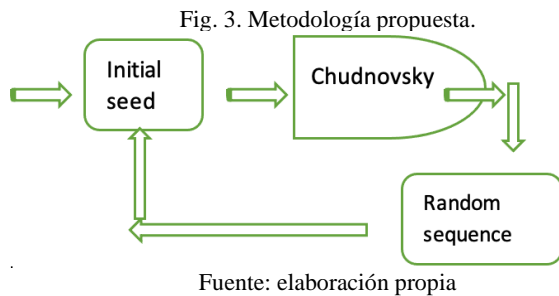 Fig. 3. Metodología propuesta.
Initial
seed
Chudnovsky
Random
sequence
.
Fuente: elaboración propia